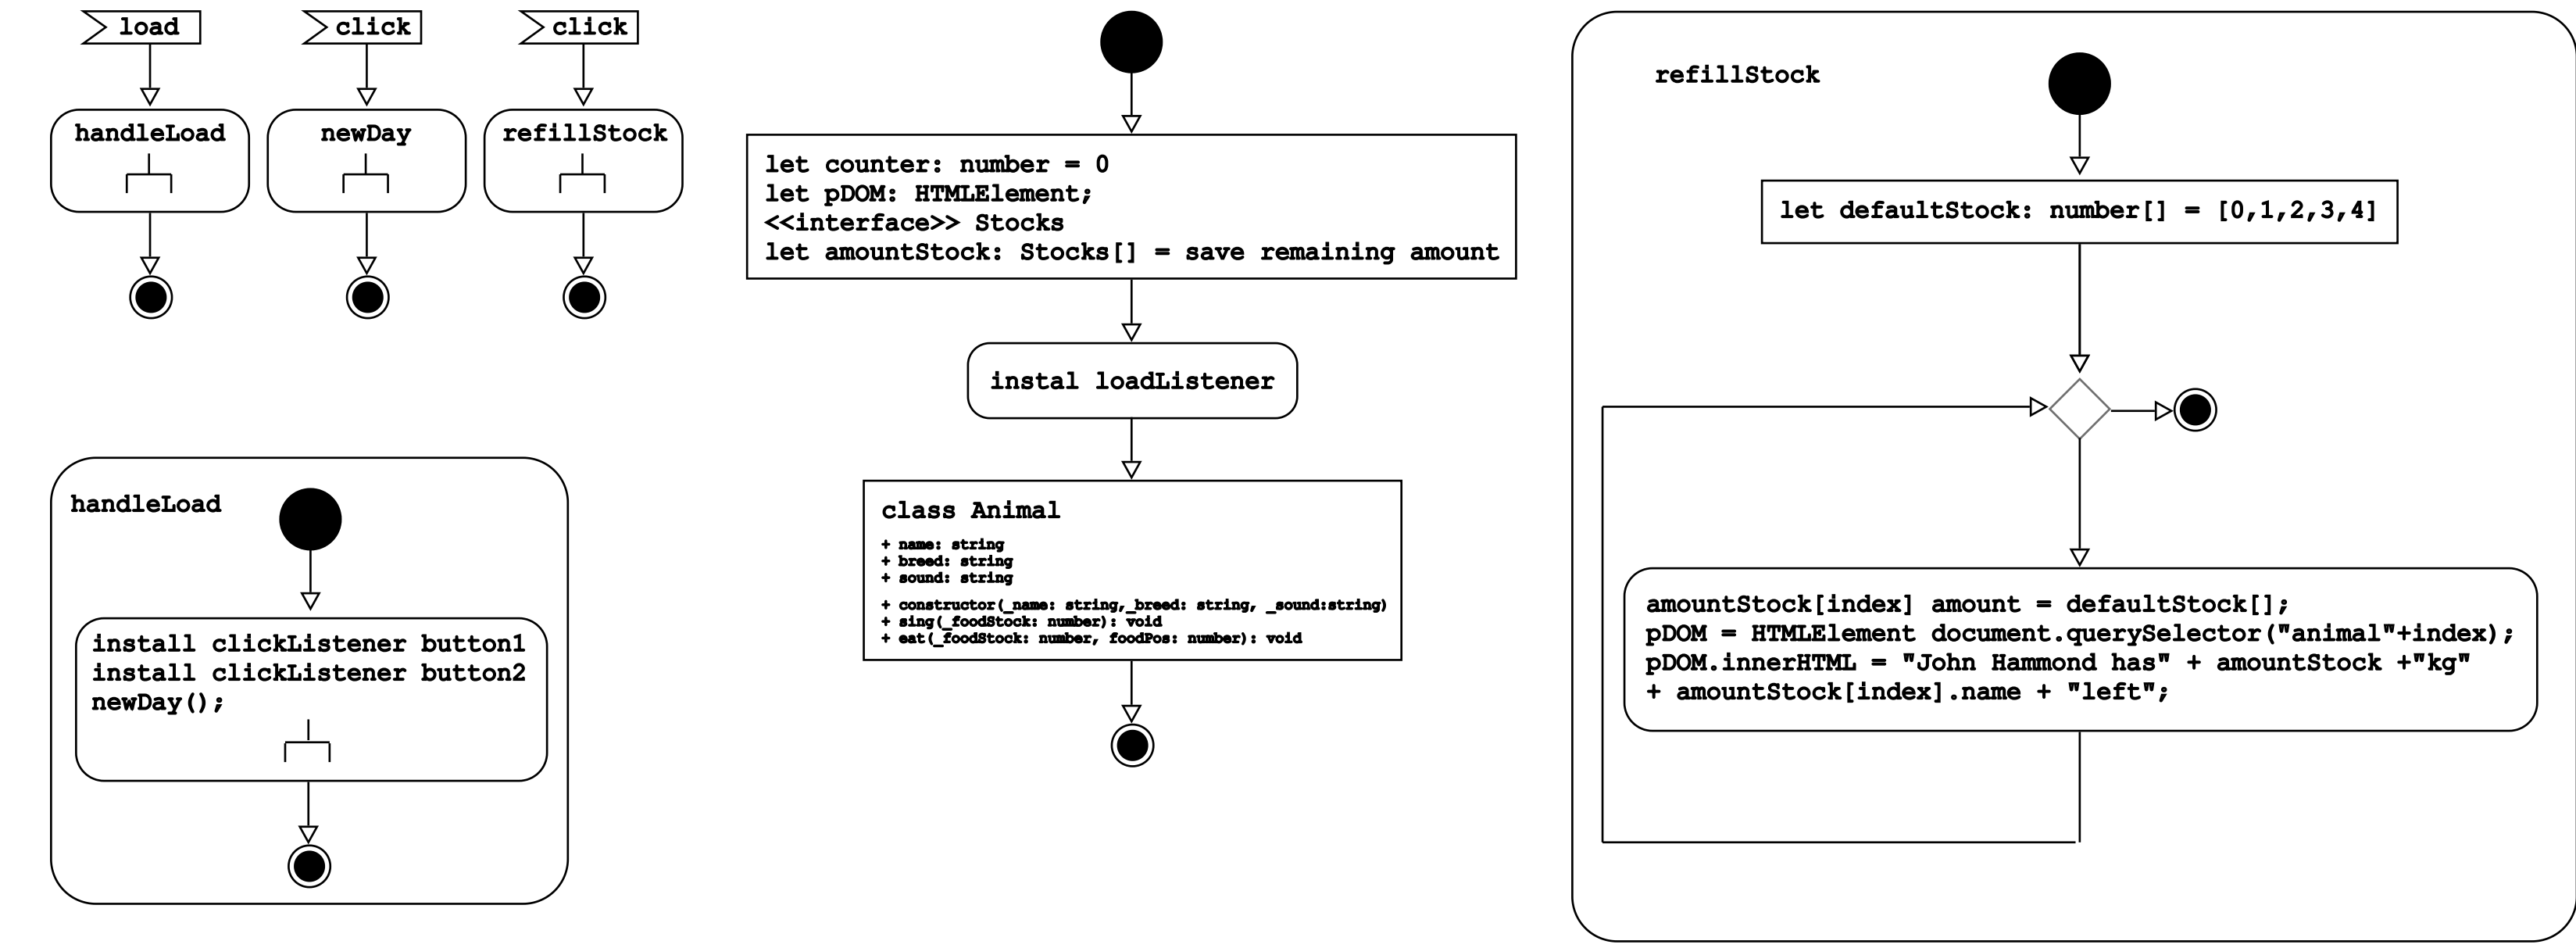 load
click
click
handleLoad
newDay
refillStock
handleLoad
install clickListener button1
install clickListener button2
newDay();
let counter: number = 0
let pDOM: HTMLElement;
<<interface>> Stocks
let amountStock: Stocks[] = save remaining amount
instal loadListener
class Animal
+ name: string
+ breed: string
+ sound: string
+ constructor(_name: string,_breed: string, _sound:string)
+ sing(_foodStock: number): void
+ eat(_foodStock: number, foodPos: number): void
refillStock
let defaultStock: number[] = [0,1,2,3,4]
amountStock[index] amount = defaultStock[];
pDOM = HTMLElement document.querySelector("animal"+index);
pDOM.innerHTML = "John Hammond has" + amountStock +"kg"
+ amountStock[index].name + "left";